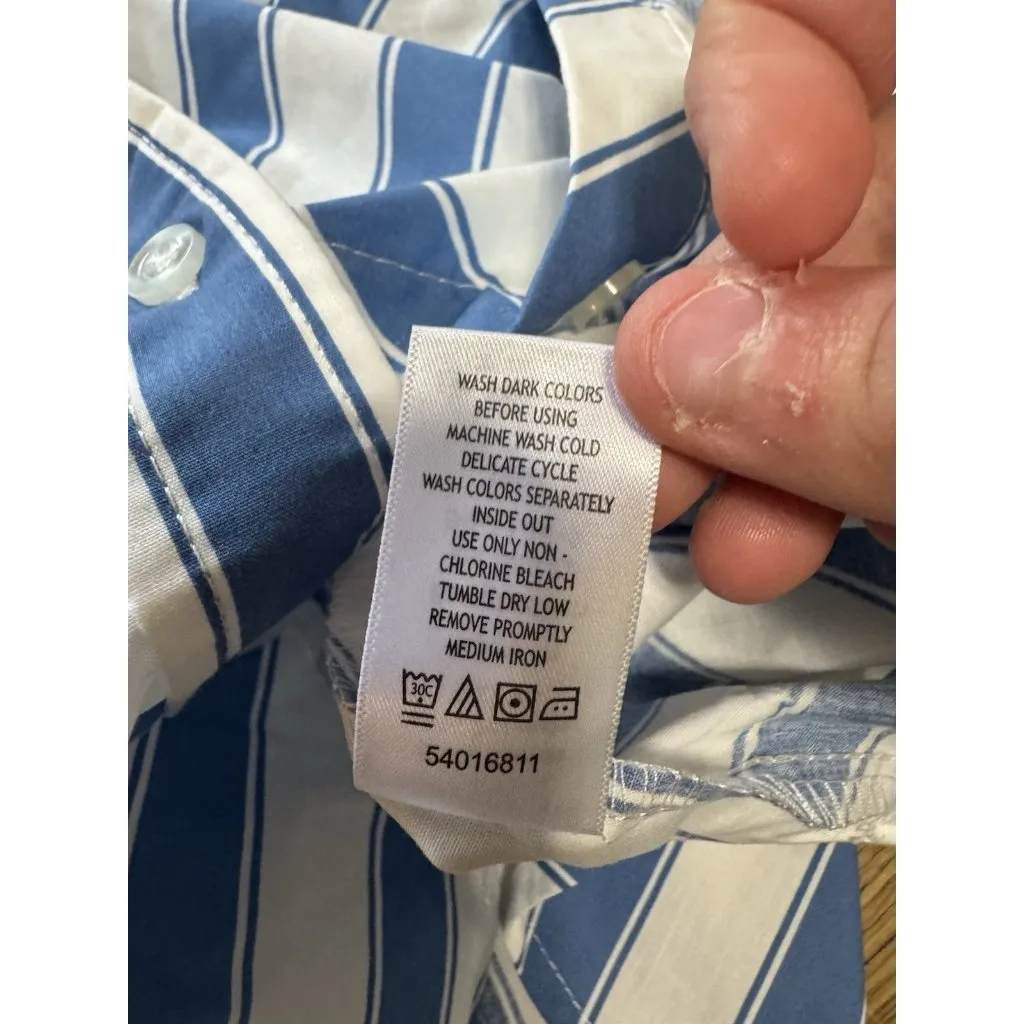 WASH DARK COLORS
BEFORE USING
MACHINE WASH COLD
DELICATE CYCLE
WASH COLORS SEPARATELY
INSIDE OUT
USE ONLY NON -
CHLORINE BLEACH
TUMBLE DRY LOW
REMOVE PROMPTLY
MEDIUM IRON
30C
54016811